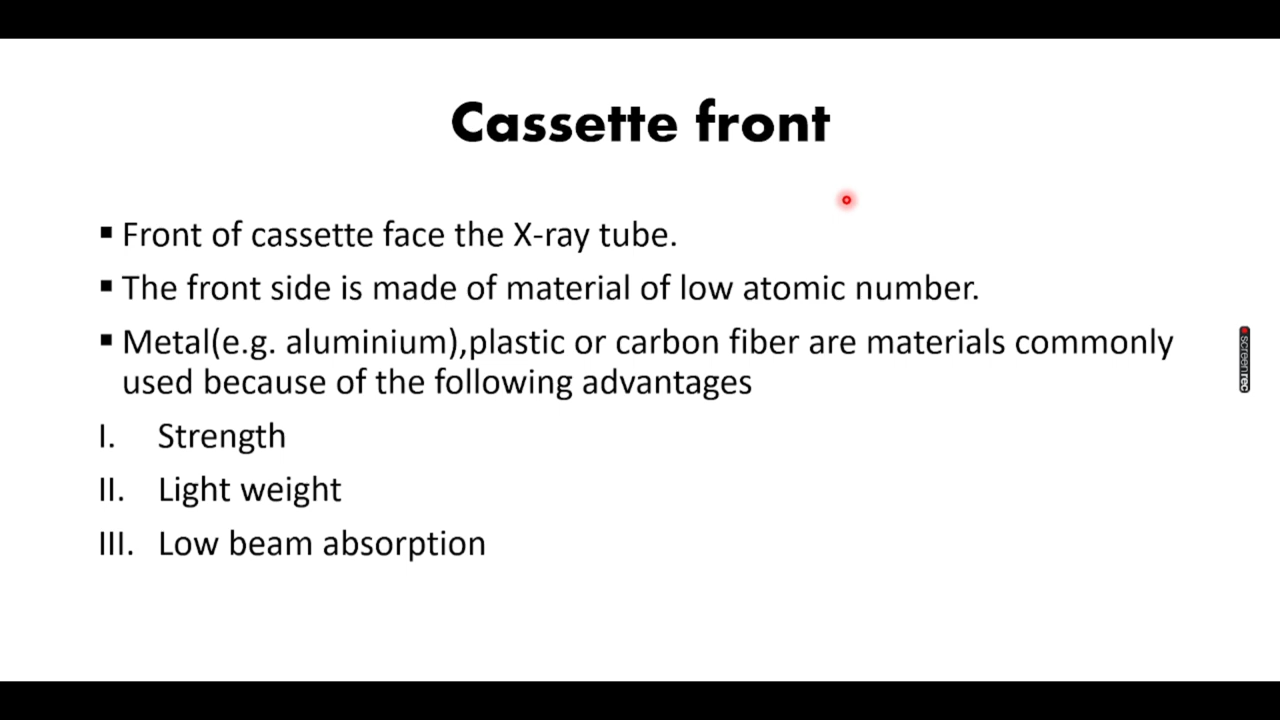 Cassette front
▪ Front of cassette face the X-ray tube.
▪ The front side is made of material of low atomic number.
▪ Metal(e.g. aluminium),plastic or carbon fiber are materials commonly
used because of the following advantages
I. Strength
II. Light weight
III. Low beam absorption
screenrec